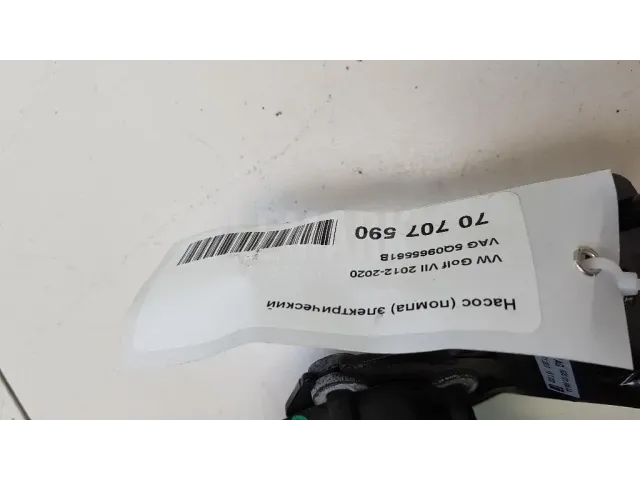 Насос (помпа) электрический
VW Golf VII 2012-2020
VAG 5Q0965561B
70 707 590